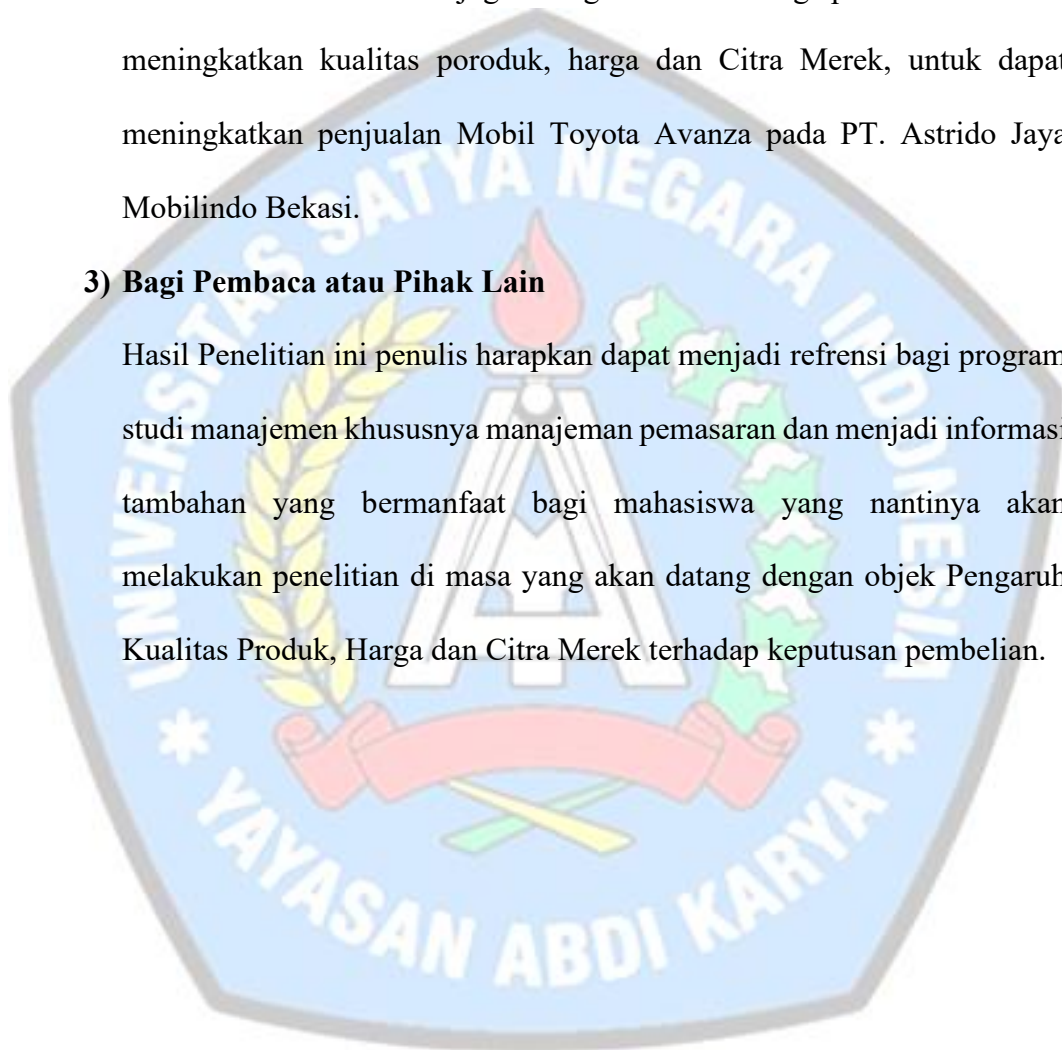 meningkatkan kualitas poroduk, harga dan Citra Merek, untuk dapat
meningkatkan penjualan Mobil Toyota Avanza pada PT. Astrido Jaya
Mobilindo Bekasi.
3) Bagi Pembaca atau Pihak Lain
Hasil Penelitian ini penulis harapkan dapat menjadi refrensi bagi program
studi manajemen khususnya manajeman pemasaran dan menjadi informasi
tambahan yang bermanfaat bagi mahasiswa yang nantinya akan
melakukan penelitian di masa yang akan datang dengan objek Pengaruh
Kualitas Produk, Harga dan Citra Merek terhadap keputusan pembelian.
UNIVERSITAS SATYA NEGARA INDONESIA
YAYASAN ABDI KARYA